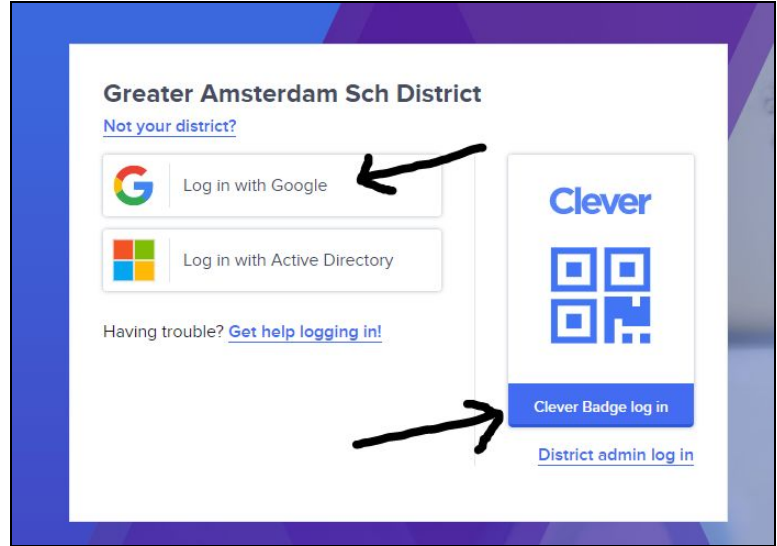 Greater Amsterdam Sch District
Not your district?
Log in with Google
Log in with Active Directory
Having trouble? Get help logging in!
Clever
Clever Badge log in
District admin log in